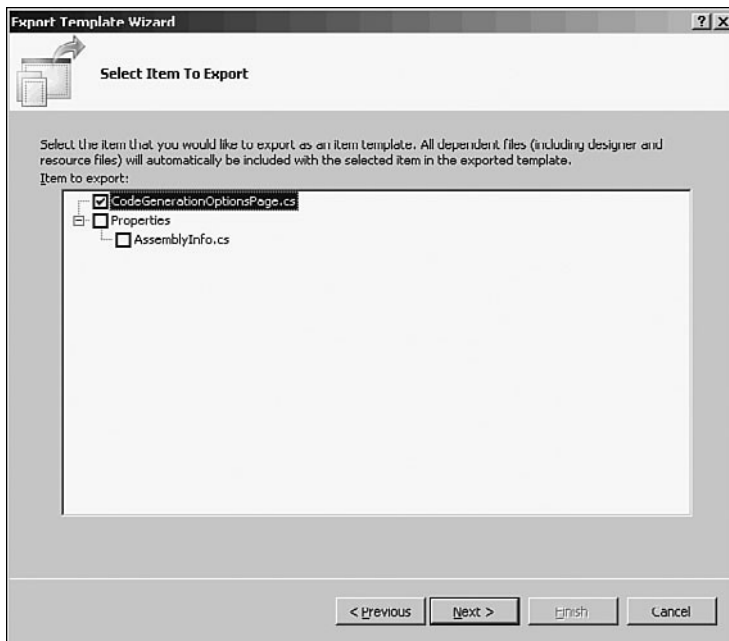 Export Template Wizard
Select Item To Export
Select the item that you would like to export as an item template. All dependent files (including designer and
resource files) will automatically be included with the selected item in the exported template.
Item to export:
CodeGenerationOptionsPage.cs
Properties
AssemblyInfo.cs
< Previous
Next >
Finish
Cancel